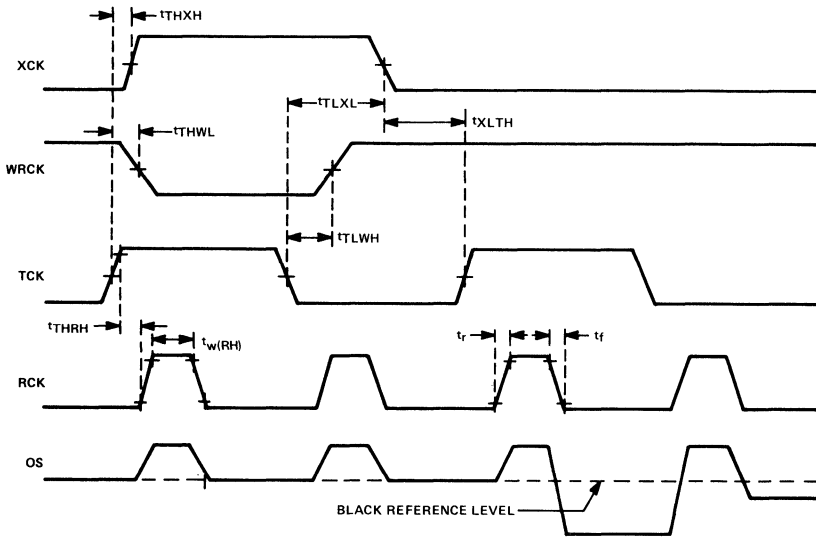 tTHXH
XCK
tTLXL
tXLTH
tTHWL
WRCK
tTLWH
TCK
tTHRH
tw(RH)
tr
tf
RCK
OS
BLACK REFERENCE LEVEL